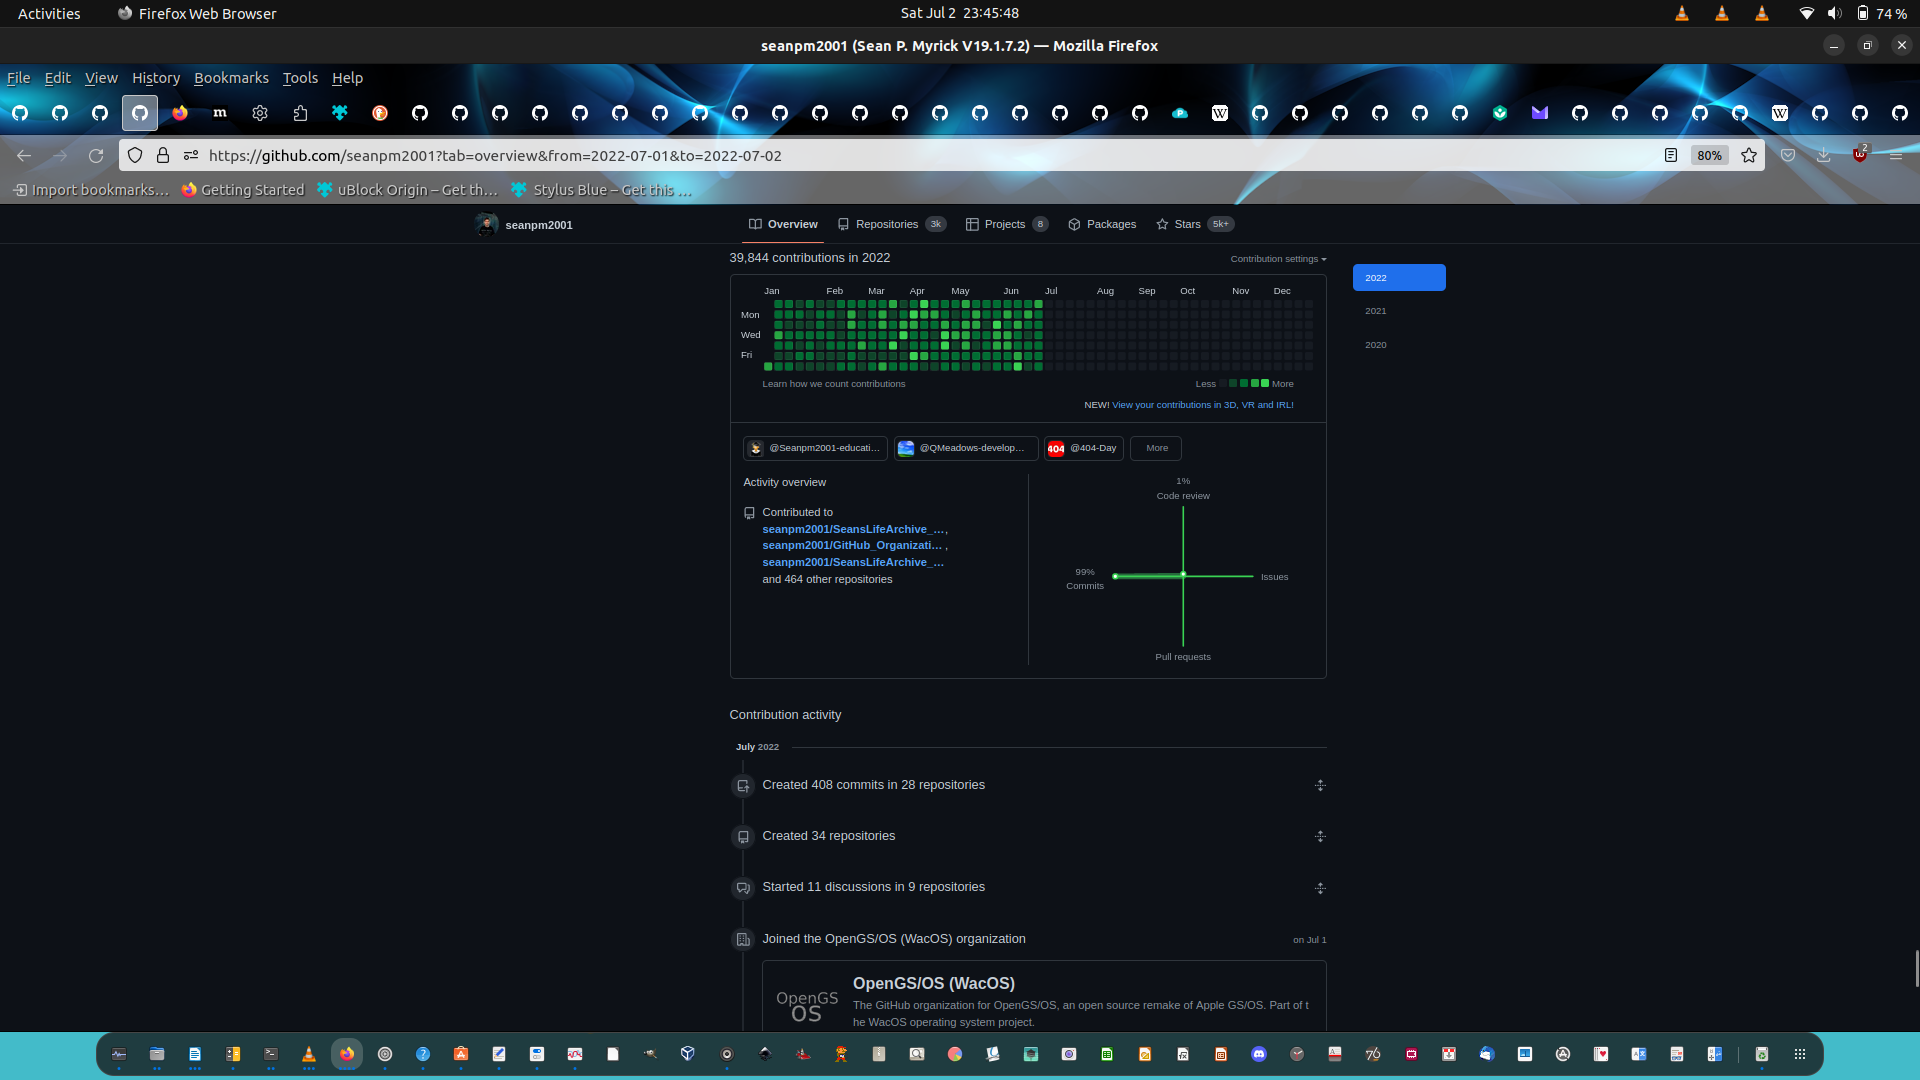 Activities Firefox Web Browser Sat Jul 2 23:45:48 74 %
seanpm2001 (Sean P. Myrick V19.1.7.2) — Mozilla Firefox
File Edit View History Bookmarks Tools Help
https://github.com/seanpm2001?tab=overview&from=2022-07-01&to=2022-07-02 80% 2
Import bookmarks… Getting Started uBlock Origin – Get th… Stylus Blue – Get this …
seanpm2001 Overview Repositories 3k Projects 8 Packages Stars 5k+
39,844 contributions in 2022 Contribution settings
2022
2021
2020
Jan Feb Mar Apr May Jun Jul Aug Sep Oct Nov Dec
Mon
Wed
Fri
Learn how we count contributions Less More
NEW! View your contributions in 3D, VR and IRL!
@Seanpm2001-educati… @QMeadows-develop… 404 @404-Day More
Activity overview
Contributed to
seanpm2001/SeansLifeArchive_…,
seanpm2001/GitHub_Organizati… ,
seanpm2001/SeansLifeArchive_…
and 464 other repositories
1%
Code review
99%
Commits
Issues
Pull requests
Contribution activity
July 2022
Created 408 commits in 28 repositories
Created 34 repositories
Started 11 discussions in 9 repositories
Joined the OpenGS/OS (WacOS) organization on Jul 1
OpenGS
OS
OpenGS/OS (WacOS)
The GitHub organization for OpenGS/OS, an open source remake of Apple GS/OS. Part of t
he WacOS operating system project.